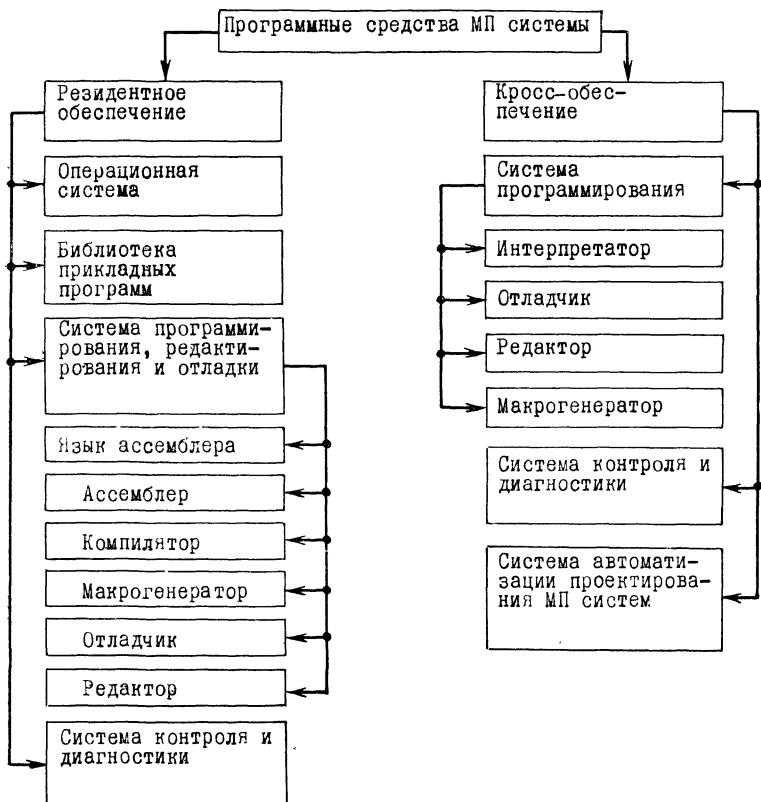 Программные средства МП системы
Резидентное
обеспечение
Операционная
система
Библиотека
прикладных
программ
Система программи-
рования, редакти-
рования и отладки
Язык ассемблера
Ассемблер
Компилятор
Макрогенератор
Отладчик
Редактор
Система контроля и
диагностики
Кросс-обес-
печение
Система
программирования
Интерпретатор
Отладчик
Редактор
Макрогенератор
Система контроля и
диагностики
Система автомати-
зации проектирова-
ния МП систем